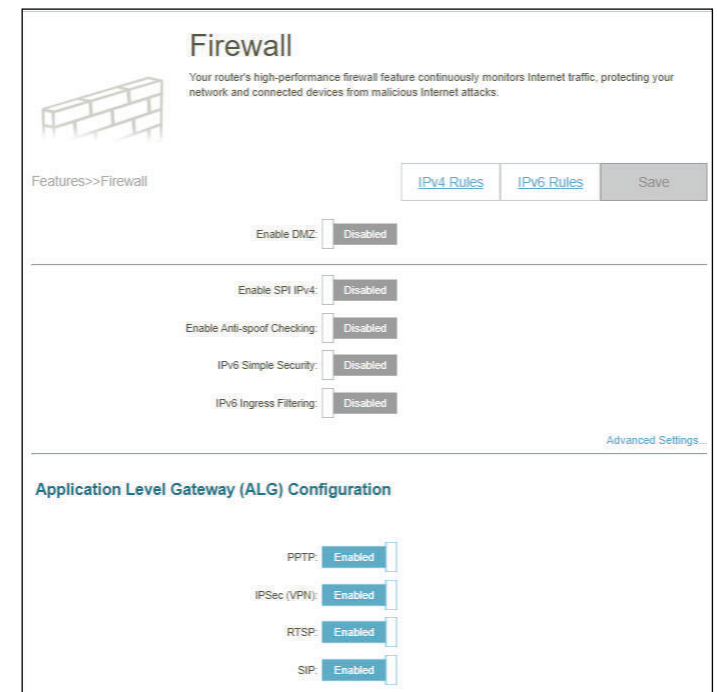 Firewall
Your router's high-performance firewall feature continuously monitors Internet traffic, protecting your
network and connected devices from malicious Internet attacks.
Features>>Firewall
IPv4 Rules
IPv6 Rules
Save
Enable DMZ: Disabled
Enable SPI IPv4: Disabled
Enable Anti-spoof Checking: Disabled
IPv6 Simple Security: Disabled
IPv6 Ingress Filtering: Disabled
Advanced Settings...
Application Level Gateway (ALG) Configuration
PPTP: Enabled
IPSec (VPN): Enabled
RTSP: Enabled
SIP: Enabled